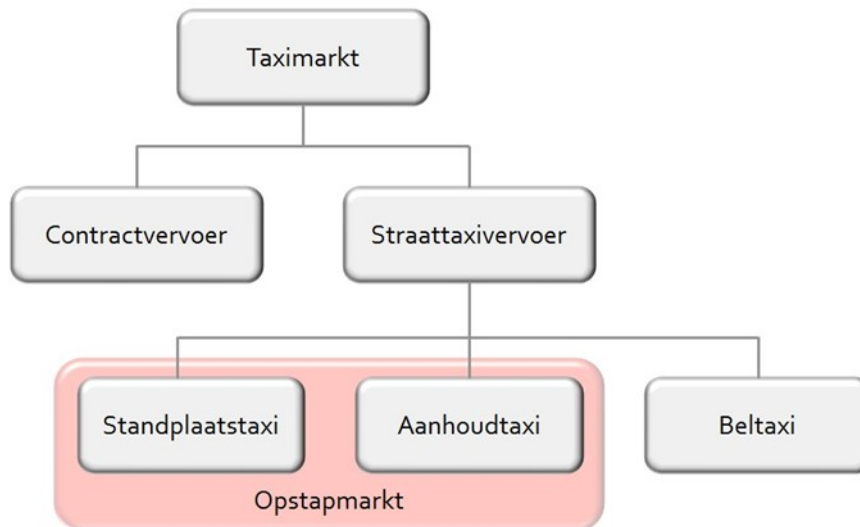 Taximarkt
Contractvervoer
Straattaxivervoer
Standplaatstaxi
Aanhoudtaxi
Beltaxi
Opstapmarkt